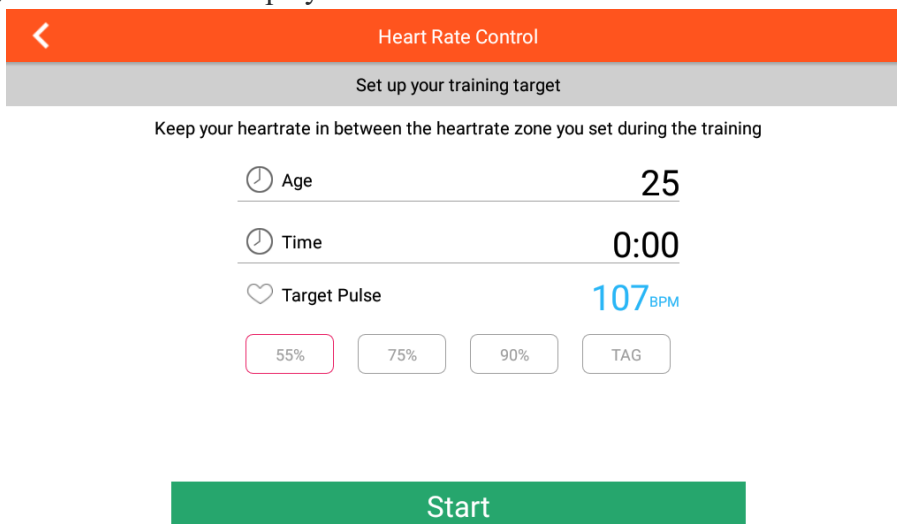 Heart Rate Control
Set up your training target
Keep your heartrate in between the heartrate zone you set during the training
Age 25
Time 0:00
Target Pulse 107BPM
55% 75% 90% TAG
Start